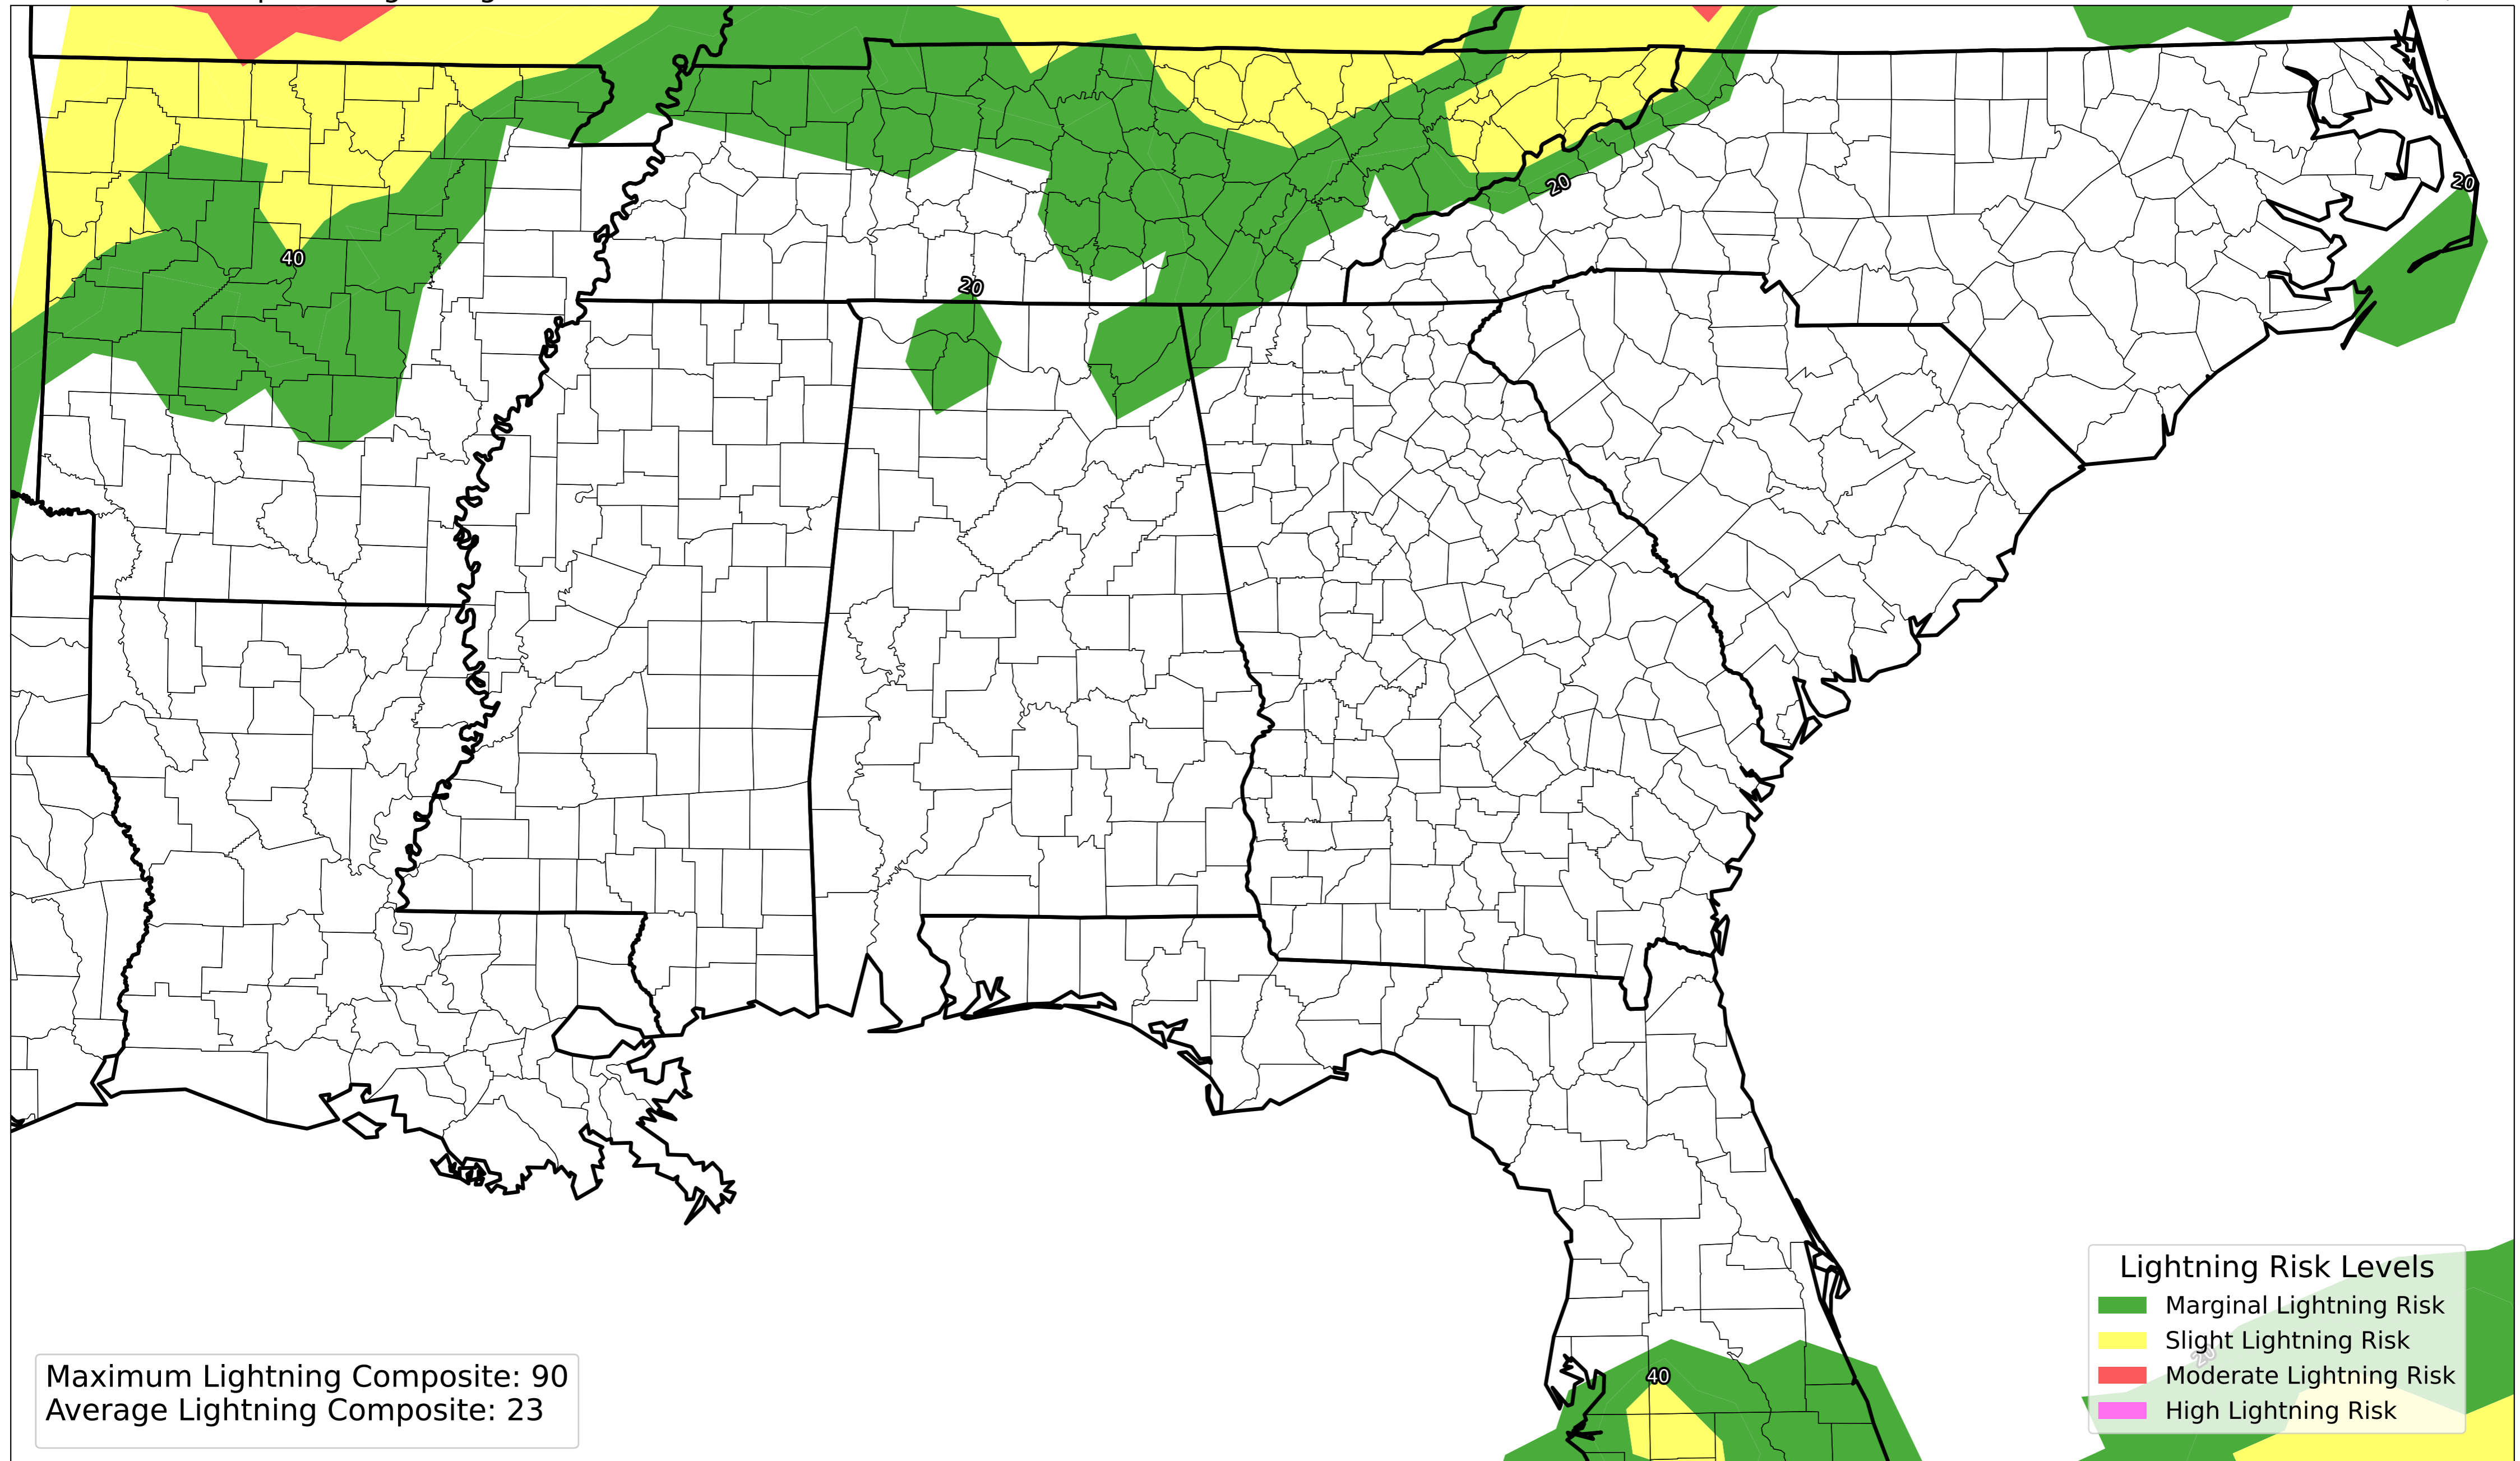 20
20
40
20
Lightning Risk Levels
Marginal Lightning Risk
Slight Lightning Risk
20
Moderate Lightning Risk
High Lightning Risk
40
Maximum Lightning Composite: 90
Average Lightning Composite: 23